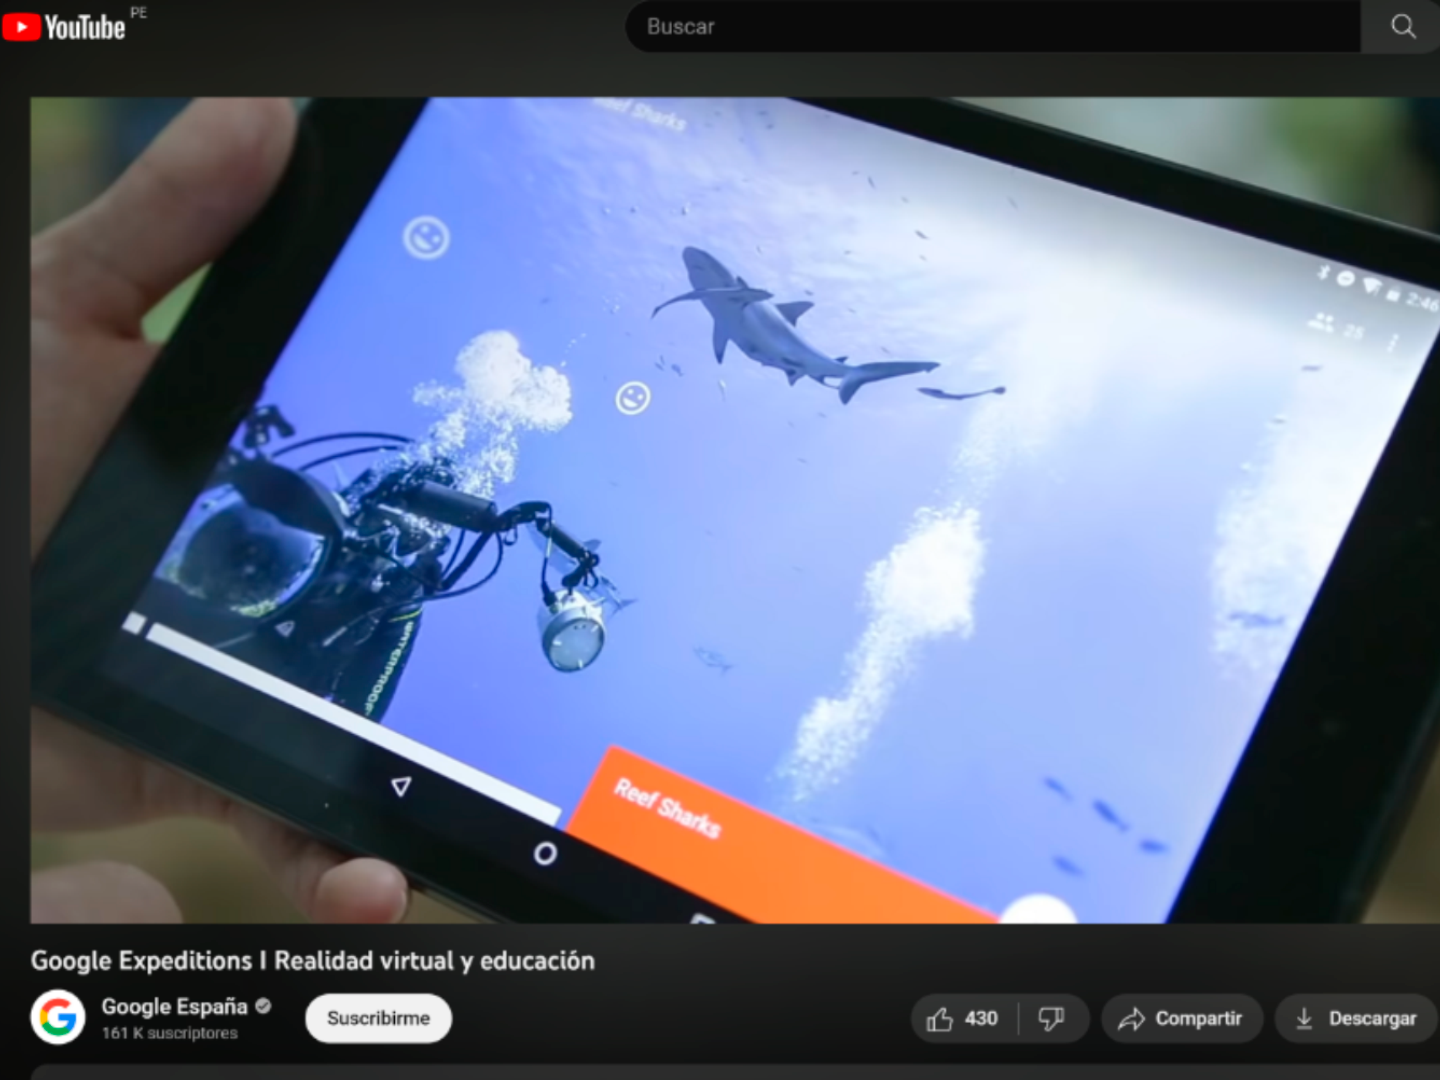 YouTube PE
Buscar
Reef Sharks
2:46
25
WATERPROOF
Reef Sharks
Google Expeditions I Realidad virtual y educación
Google España
161 K suscriptores
Suscribirme
430
Compartir
Descargar